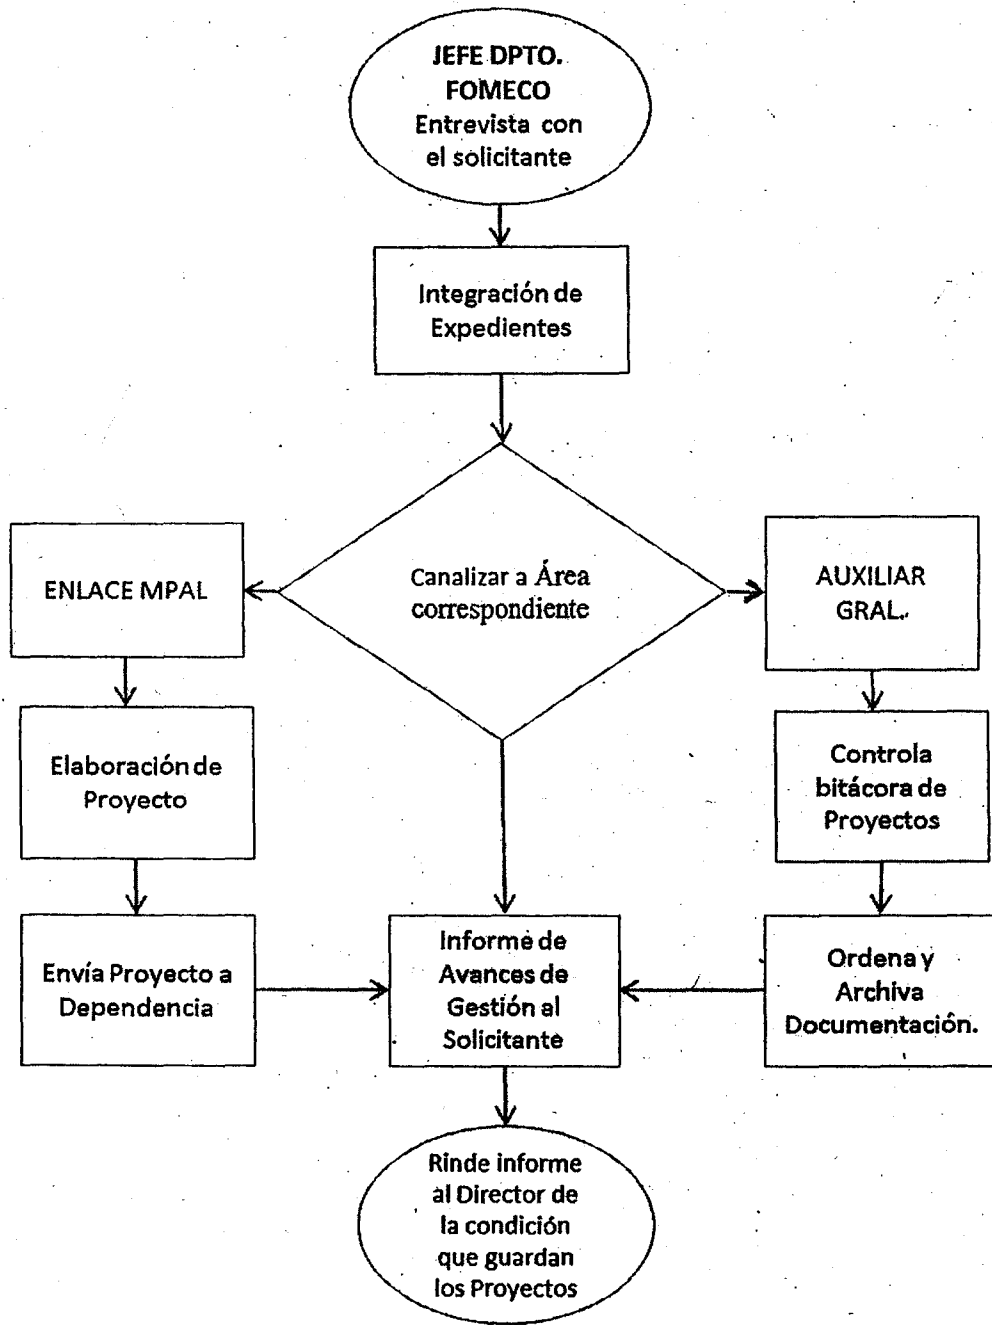 JEFE DPTO.
FOMECO
Entrevista con
el solicitante
Integración de
Expedientes
Canalizar a Área
correspondiente
ENLACE MPAL
AUXILIAR
GRAL.
Elaboración de
Proyecto
Controla
bitácora de
Proyectos
Envía Proyecto a
Dependencia
Informe de
Avances de
Gestión al
Solicitante
Ordena y
Archiva
Documentación.
Rinde informe
al Director de
la condición
que guardan
los Proyectos